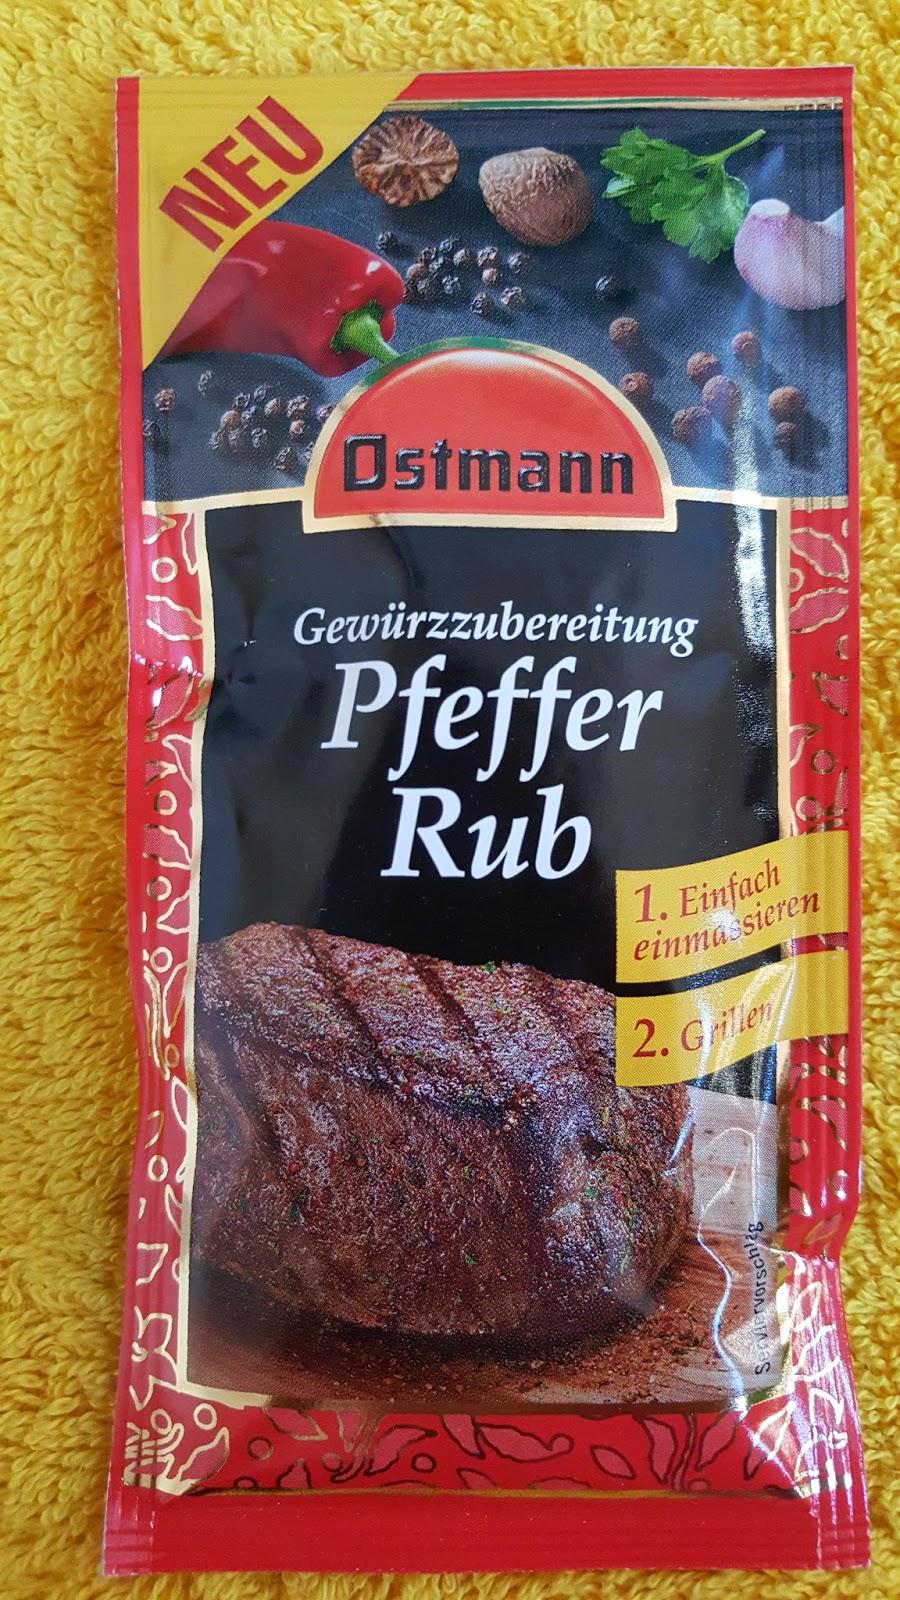 NEU
Ostmann
Gewürzzubereitung
Pfeffer
Rub
1. Einfach
einmassieren
2. Grillen
Serviervorschlag